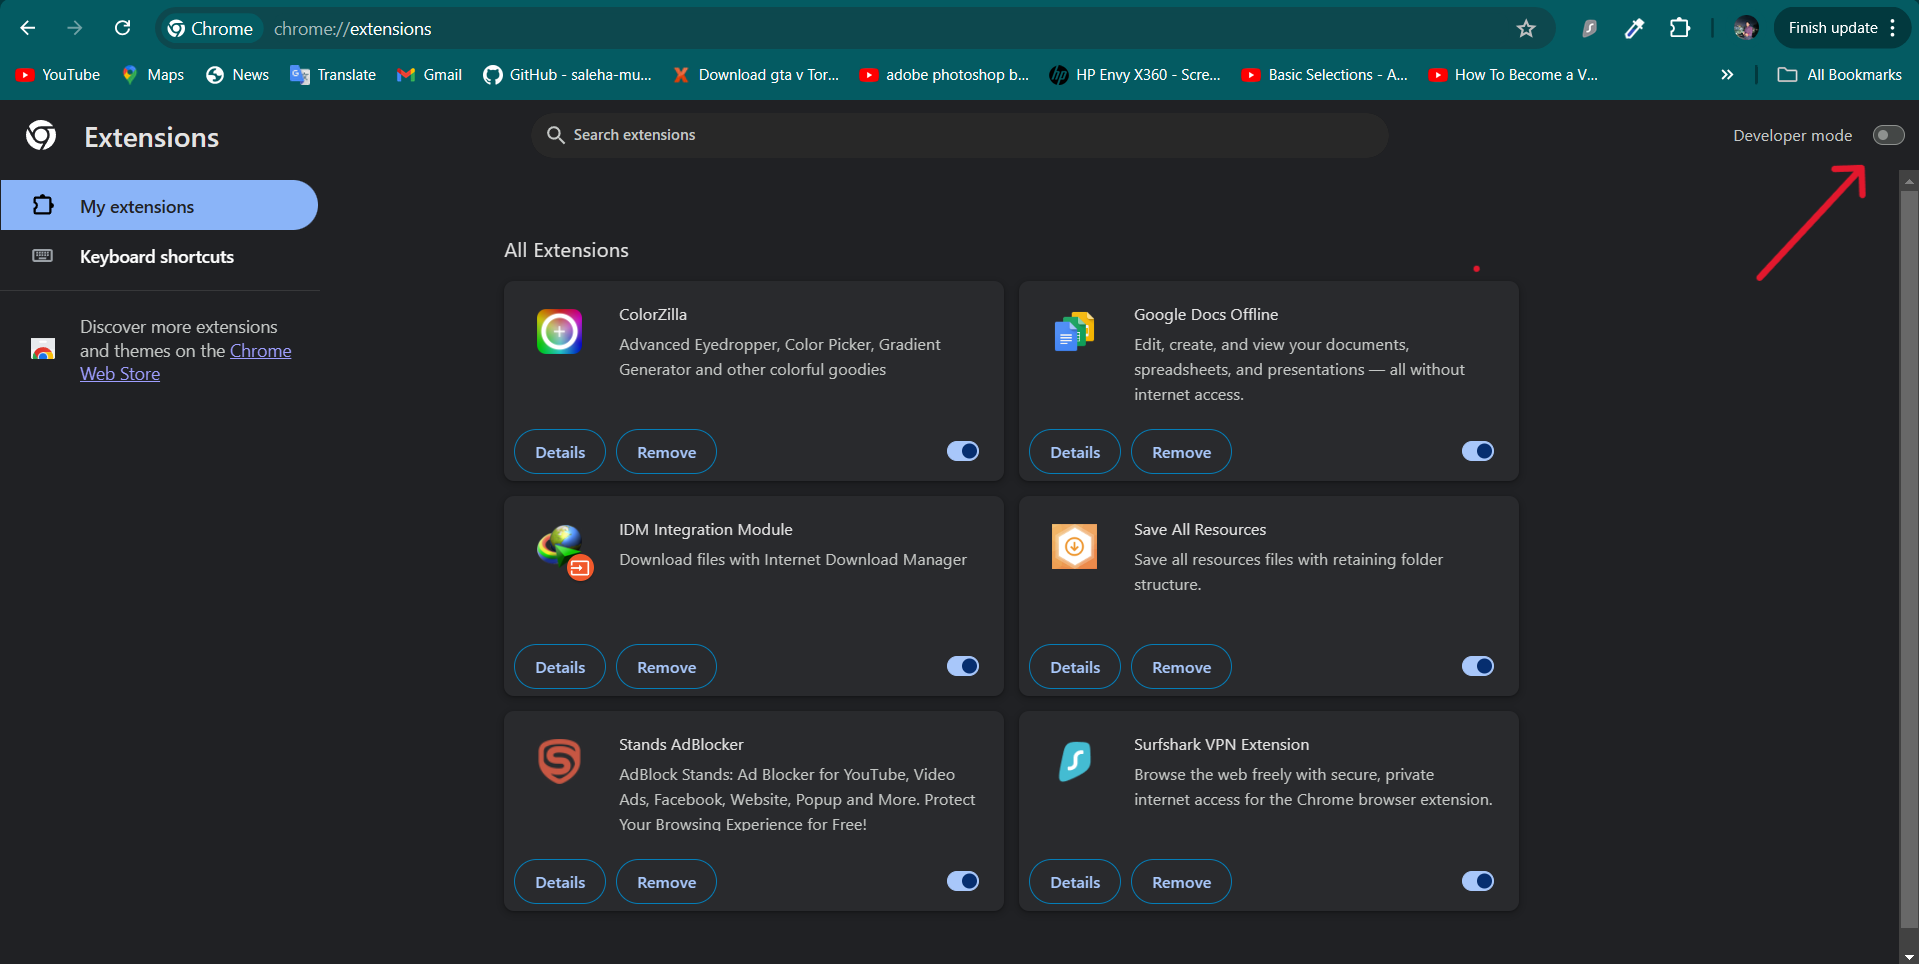 Chrome
chrome://extensions
Finish update
YouTube
Maps
News
Translate
Gmail
GitHub - saleha-mu...
Download gta v Tor...
adobe photoshop b...
HP Envy X360 - Scre...
Basic Selections - A...
How To Become a V...
»
All Bookmarks
Extensions
Search extensions
Developer mode
My extensions
Keyboard shortcuts
Discover more extensions
and themes on the Chrome
Web Store
All Extensions
ColorZilla
Advanced Eyedropper, Color Picker, Gradient
Generator and other colorful goodies
Details
Remove
Google Docs Offline
Edit, create, and view your documents,
spreadsheets, and presentations — all without
internet access.
Details
Remove
IDM Integration Module
Download files with Internet Download Manager
Details
Remove
Save All Resources
Save all resources files with retaining folder
structure.
Details
Remove
Stands AdBlocker
AdBlock Stands: Ad Blocker for YouTube, Video
Ads, Facebook, Website, Popup and More. Protect
Your Browsing Experience for Free!
Details
Remove
Surfshark VPN Extension
Browse the web freely with secure, private
internet access for the Chrome browser extension.
Details
Remove